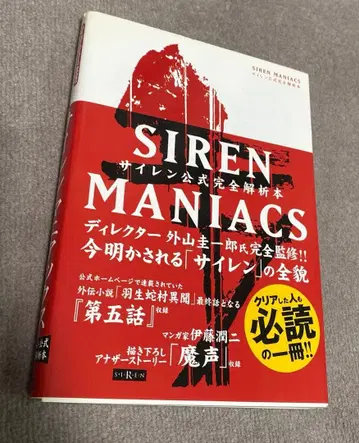 SIREN MANIACS
サイレン公式完全解析本
SIREN
サイレン公式完全解析本
MANIACS
ディレクター 外山圭一郎氏完全監修!!
今明かされる「サイレン」の全貌
公式ホームページで連載されていた
外伝小説「羽生蛇村異聞」最終話となる
『第五話』収録
マンガ家 伊藤潤二
描き下ろし
アナザーストーリー 「魔声」収録
クリアした人も
必読
の一冊!!
S・I・R・E・N
公式
解析本